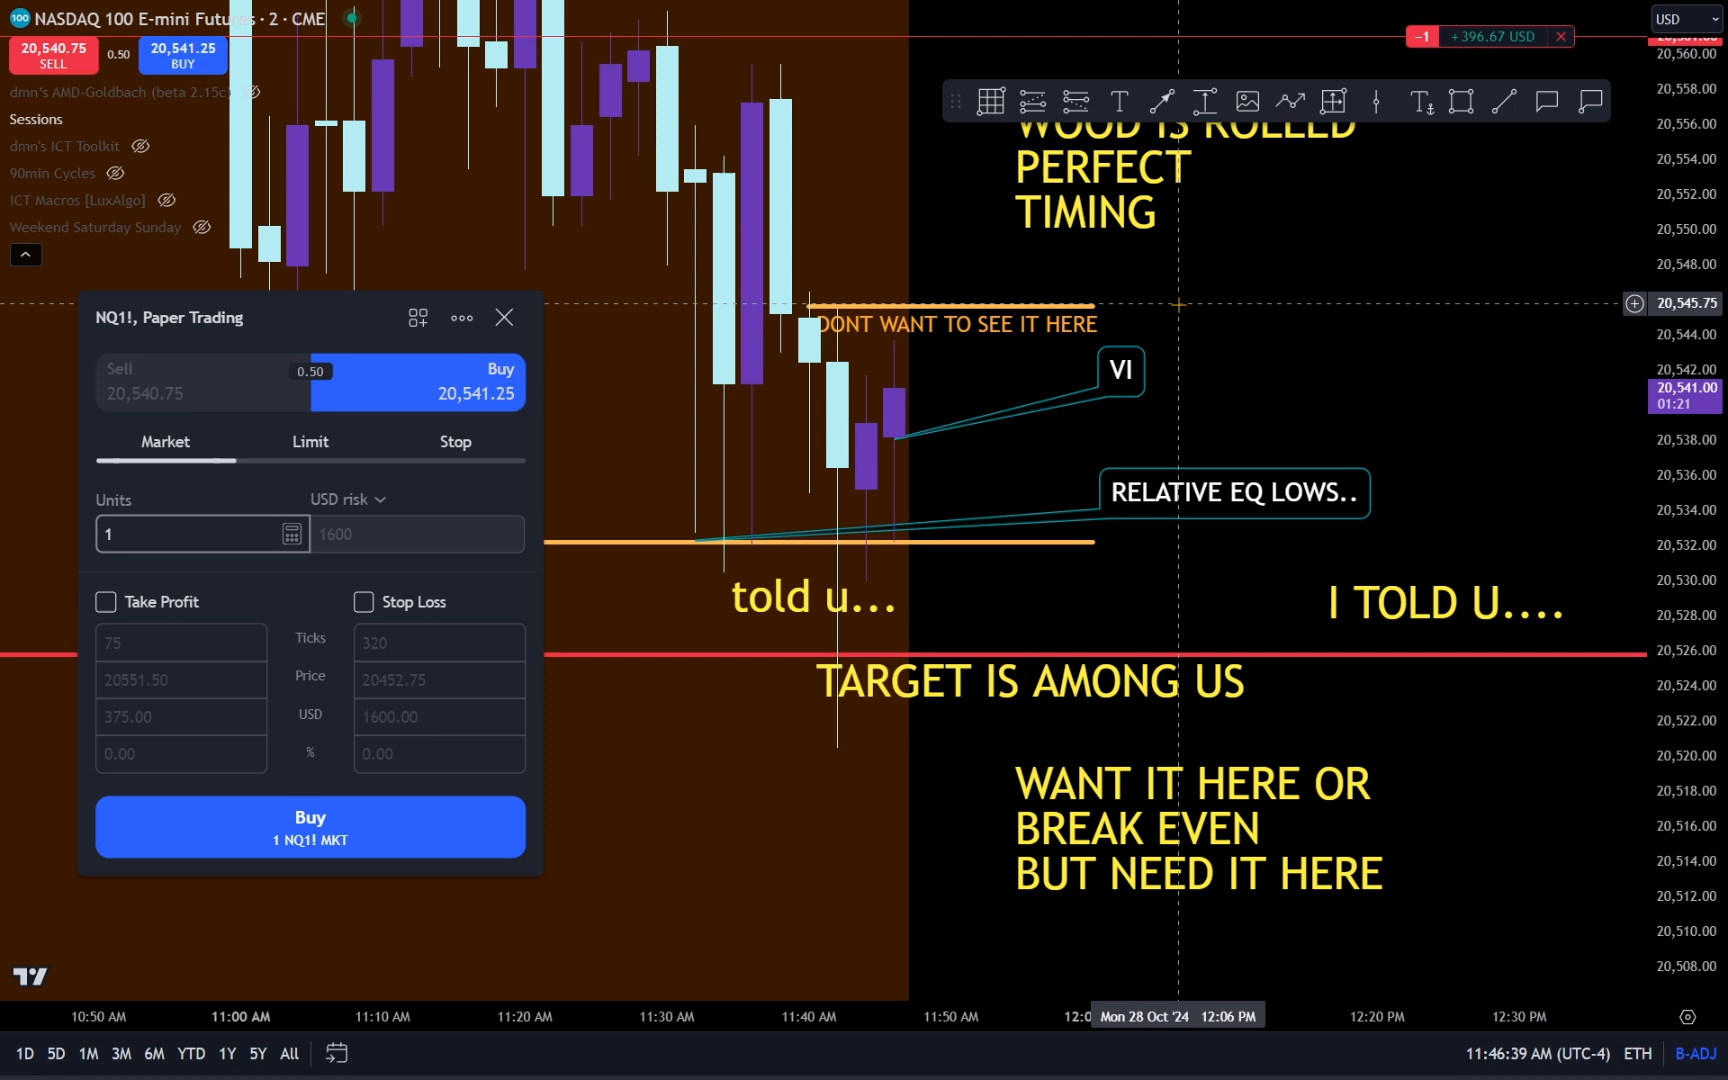 100 NASDAQ 100 E-mini Futures · 2 · CME
USD
20,540.75
SELL
0.50
20,541.25
BUY
−1 +396.67 USD
dmn's AMD-Goldbach (beta 2.15c)
Sessions
dmn's ICT Toolkit
90min Cycles
ICT Macros [LuxAlgo]
Weekend Saturday Sunday
WOOD IS ROLLED
PERFECT
TIMING
DONT WANT TO SEE IT HERE
VI
RELATIVE EQ LOWS..
told u...
I TOLD U....
TARGET IS AMONG US
WANT IT HERE OR
BREAK EVEN
BUT NEED IT HERE
NQ1!, Paper Trading
Sell
20,540.75
0.50
Buy
20,541.25
Market Limit Stop
Units USD risk
1 1600
Take Profit Stop Loss
75 Ticks 320
20551.50 Price 20452.75
375.00 USD 1600.00
0.00 % 0.00
Buy
1 NQ1! MKT
20,560.00
20,558.00
20,556.00
20,554.00
20,552.00
20,550.00
20,548.00
20,545.75
20,544.00
20,542.00
20,541.00
01:21
20,538.00
20,536.00
20,534.00
20,532.00
20,530.00
20,528.00
20,526.00
20,524.00
20,522.00
20,520.00
20,518.00
20,516.00
20,514.00
20,512.00
20,510.00
20,508.00
10:50 AM 11:00 AM 11:10 AM 11:20 AM 11:30 AM 11:40 AM 11:50 AM Mon 28 Oct '24 12:06 PM 12:20 PM 12:30 PM
1D 5D 1M 3M 6M YTD 1Y 5Y All
11:46:39 AM (UTC-4) ETH B-ADJ